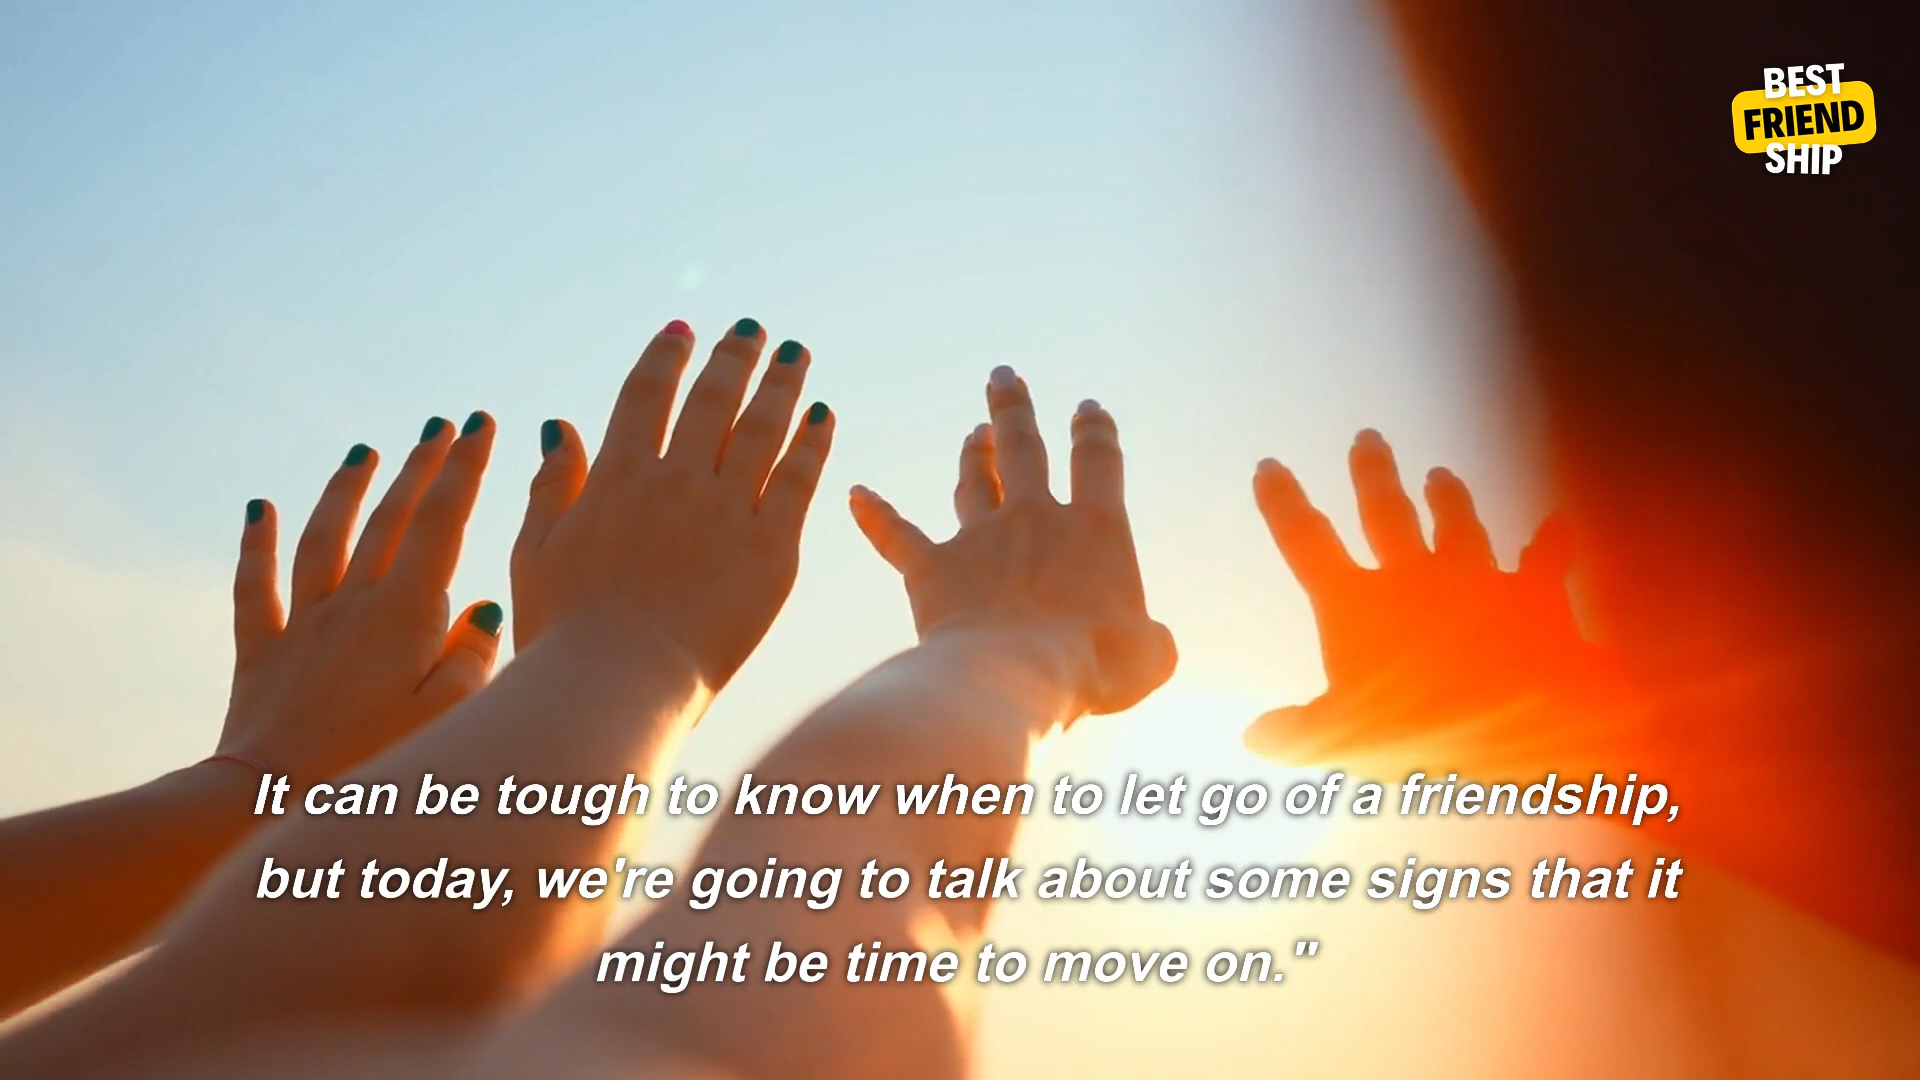 BEST
FRIEND
SHIP
It can be tough to know when to let go of a friendship,
but today, we're going to talk about some signs that it
might be time to move on."